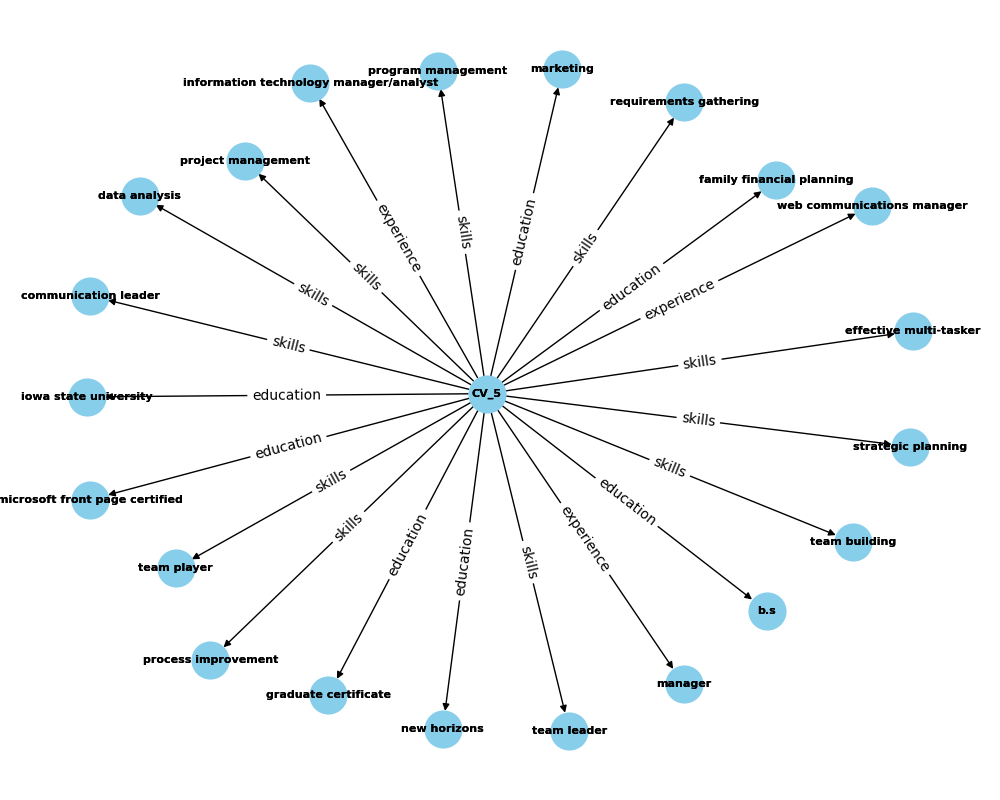 program management
marketing
information technology manager/analyst
requirements gathering
project management
family financial planning
data analysis
web communications manager
experience
skills
education
skills
skills
education
skills
experience
communication leader
effective multi-tasker
skills
skills
CV_5
iowa state university
education
skills
education
strategic planning
skills
skills
education
microsoft front page certified
skills
experience
team building
education
skills
education
team player
b.s
process improvement
manager
graduate certificate
new horizons
team leader